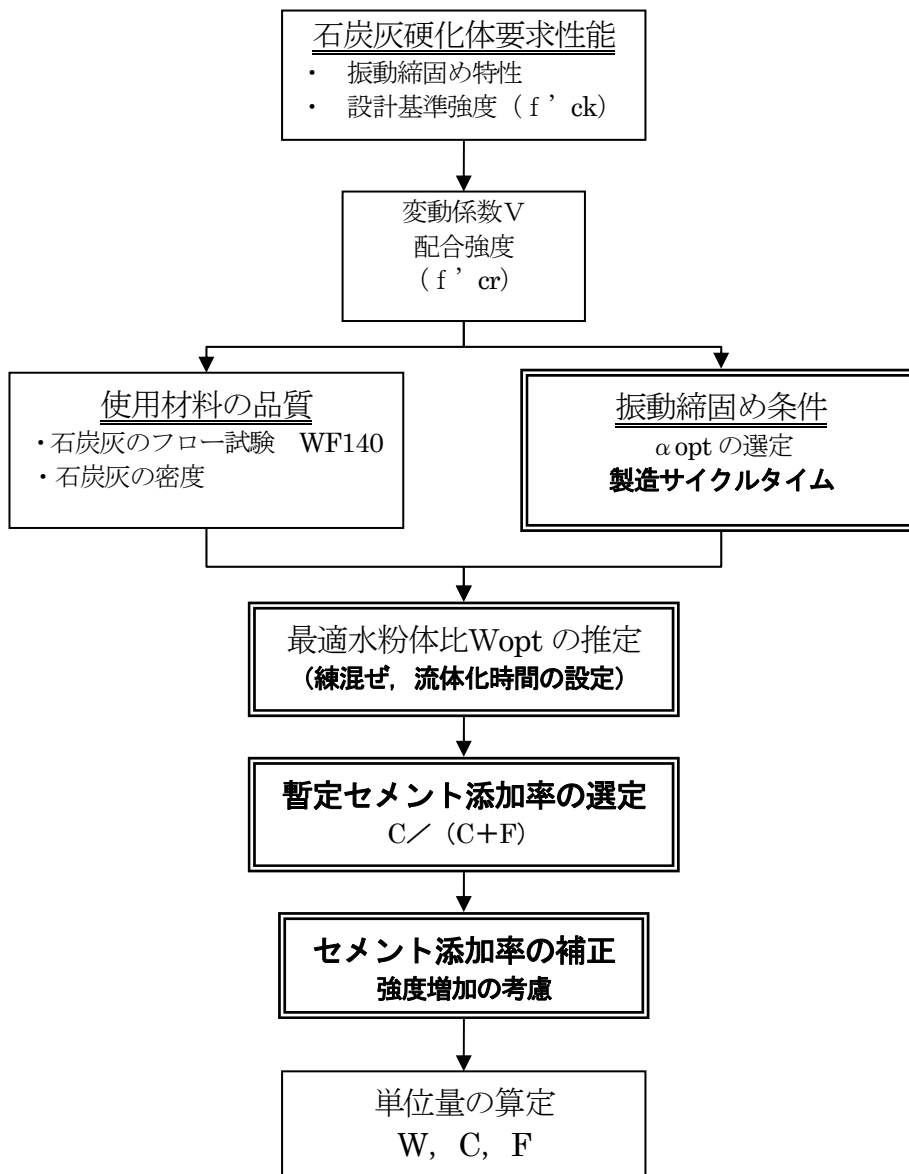 石炭灰硬化体要求性能
・ 振動締固め特性
・ 設計基準強度（ｆ’ck）
変動係数V
配合強度
（ｆ’cr）
使用材料の品質
・石炭灰のフロー試験　WF140
・石炭灰の密度
振動締固め条件
αopt の選定
製造サイクルタイム
最適水粉体比Wopt の推定
（練混ぜ，流体化時間の設定）
暫定セメント添加率の選定
C／（C＋F）
セメント添加率の補正
強度増加の考慮
単位量の算定
W，C，F